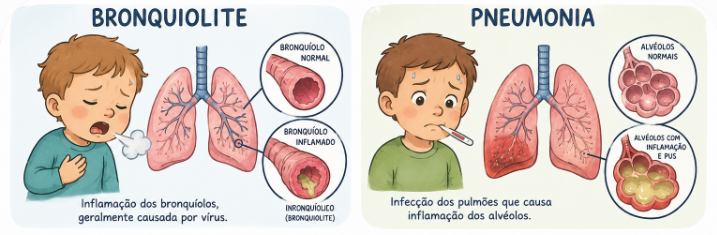 BRONQUIOLITE
BRONQUÍOLO
NORMAL
BRONQUÍOLO
INFLAMADO
INRONQUÍOLICO
(BRONQUIOLITE)
Inflamação dos bronquíolos,
geralmente causada por vírus.
PNEUMONIA
ALVÉOLOS
NORMAIS
ALVÉOLOS COM
INFLAMAÇÃO
E PUS
Infecção dos pulmões que causa
inflamação dos alvéolos.